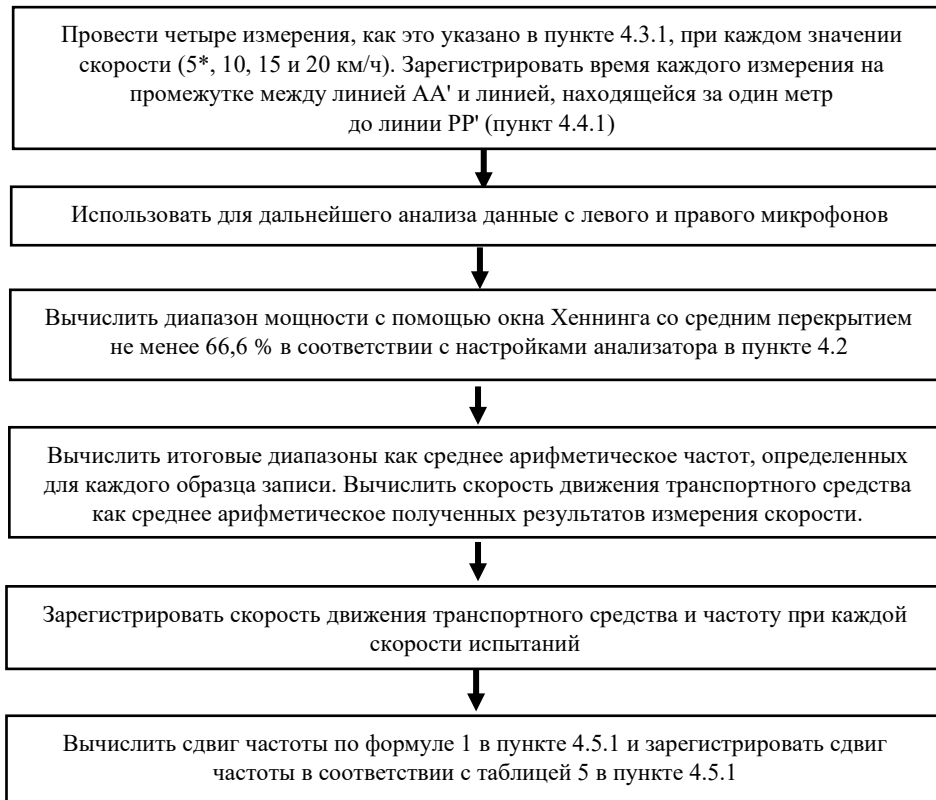 Провести четыре измерения, как это указано в пункте 4.3.1, при каждом значении
скорости (5*, 10, 15 и 20 км/ч). Зарегистрировать время каждого измерения на
промежутке между линией AA' и линией, находящейся за один метр
до линии PP' (пункт 4.4.1)
Использовать для дальнейшего анализа данные с левого и правого микрофонов
Вычислить диапазон мощности с помощью окна Хеннинга со средним перекрытием
не менее 66,6 % в соответствии с настройками анализатора в пункте 4.2
Вычислить итоговые диапазоны как среднее арифметическое частот, определенных
для каждого образца записи. Вычислить скорость движения транспортного средства
как среднее арифметическое полученных результатов измерения скорости.
Зарегистрировать скорость движения транспортного средства и частоту при каждой
скорости испытаний
Вычислить сдвиг частоты по формуле 1 в пункте 4.5.1 и зарегистрировать сдвиг
частоты в соответствии с таблицей 5 в пункте 4.5.1